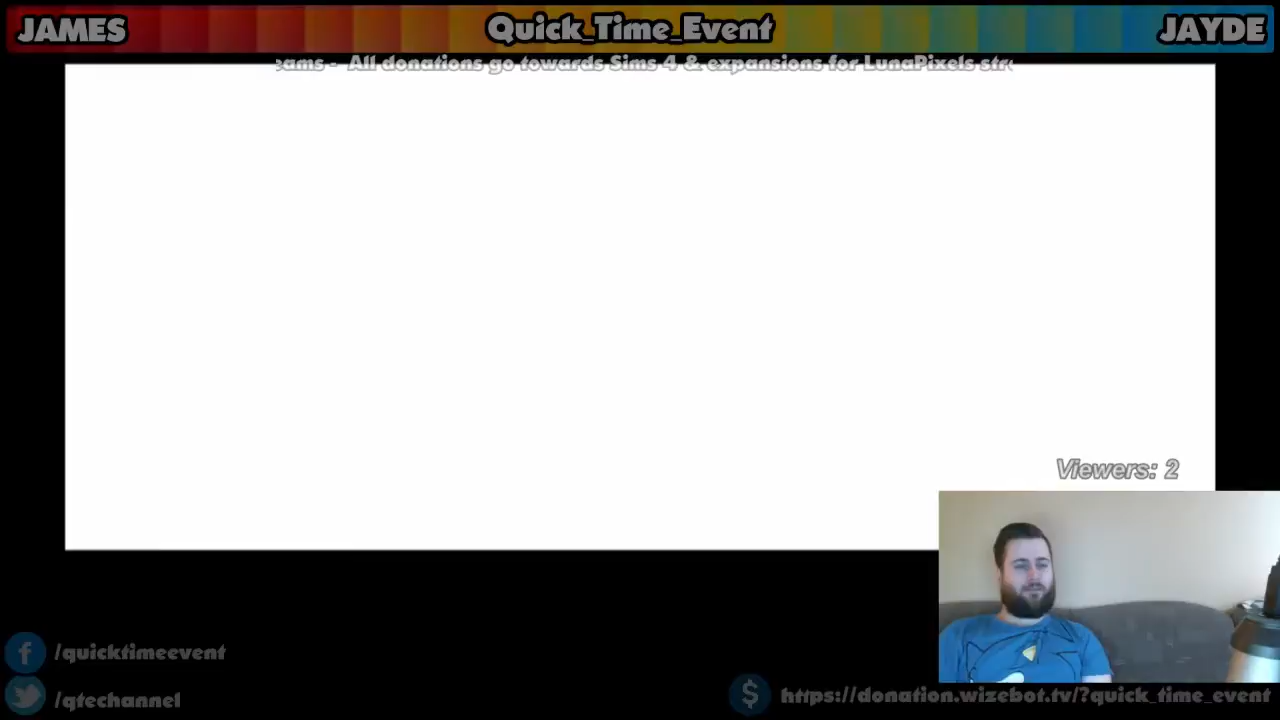 JAMES
Quick_Time_Event
JAYDE
- All donations go towards Sims 4 & expansions for LunaPixels
Viewers: 2
/quicktimeevent
/qtechannel
https://donation.wizebot.tv/?quick_time_event